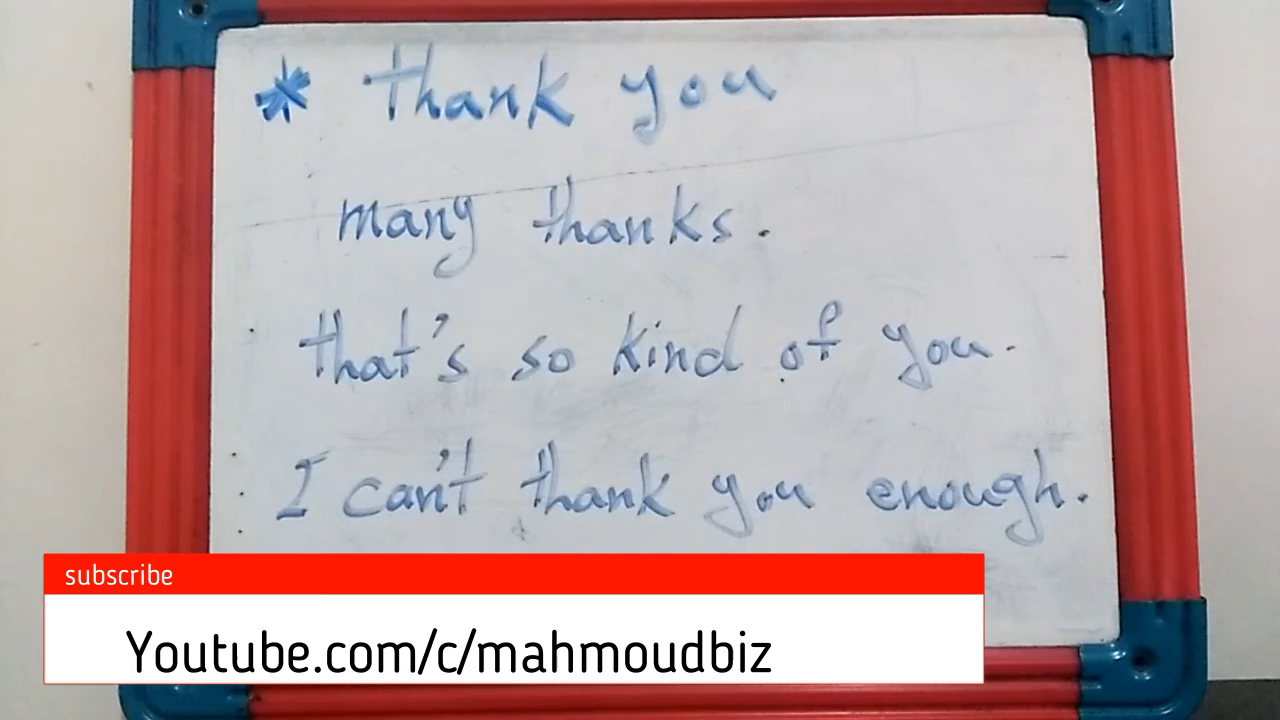 * thank you
many thanks.
that's so kind of you.
I can't thank you enough.
subscribe
Youtube.com/c/mahmoudbiz